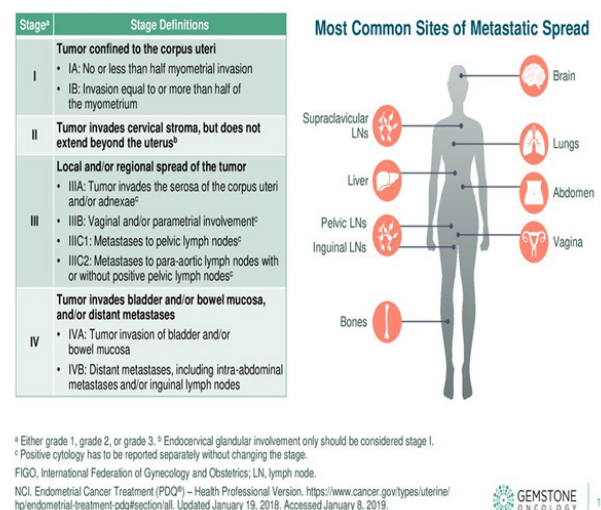 Stageᵃ Stage Definitions
I
Tumor confined to the corpus uteri
• IA: No or less than half myometrial invasion
• IB: Invasion equal to or more than half of
the myometrium
II
Tumor invades cervical stroma, but does not
extend beyond the uterusᵇ
III
Local and/or regional spread of the tumor
• IIIA: Tumor invades the serosa of the corpus uteri
and/or adnexaeᶜ
• IIIB: Vaginal and/or parametrial involvementᶜ
• IIIC1: Metastases to pelvic lymph nodesᶜ
• IIIC2: Metastases to para-aortic lymph nodes with
or without positive pelvic lymph nodesᶜ
IV
Tumor invades bladder and/or bowel mucosa,
and/or distant metastases
• IVA: Tumor invasion of bladder and/or
bowel mucosa
• IVB: Distant metastases, including intra-abdominal
metastases and/or inguinal lymph nodes
Most Common Sites of Metastatic Spread
Brain
Supraclavicular
LNs
Lungs
Liver
Abdomen
Pelvic LNs
Inguinal LNs
Vagina
Bones
ᵃ Either grade 1, grade 2, or grade 3. ᵇ Endocervical glandular involvement only should be considered stage I.
ᶜ Positive cytology has to be reported separately without changing the stage.
FIGO, International Federation of Gynecology and Obstetrics; LN, lymph node.
NCI. Endometrial Cancer Treatment (PDQ®) – Health Professional Version. https://www.cancer.gov/types/uterine/
hp/endometrial-treatment-pdq#section/all. Updated January 19, 2018. Accessed January 8, 2019.
GEMSTONE
ONCOLOGY
1